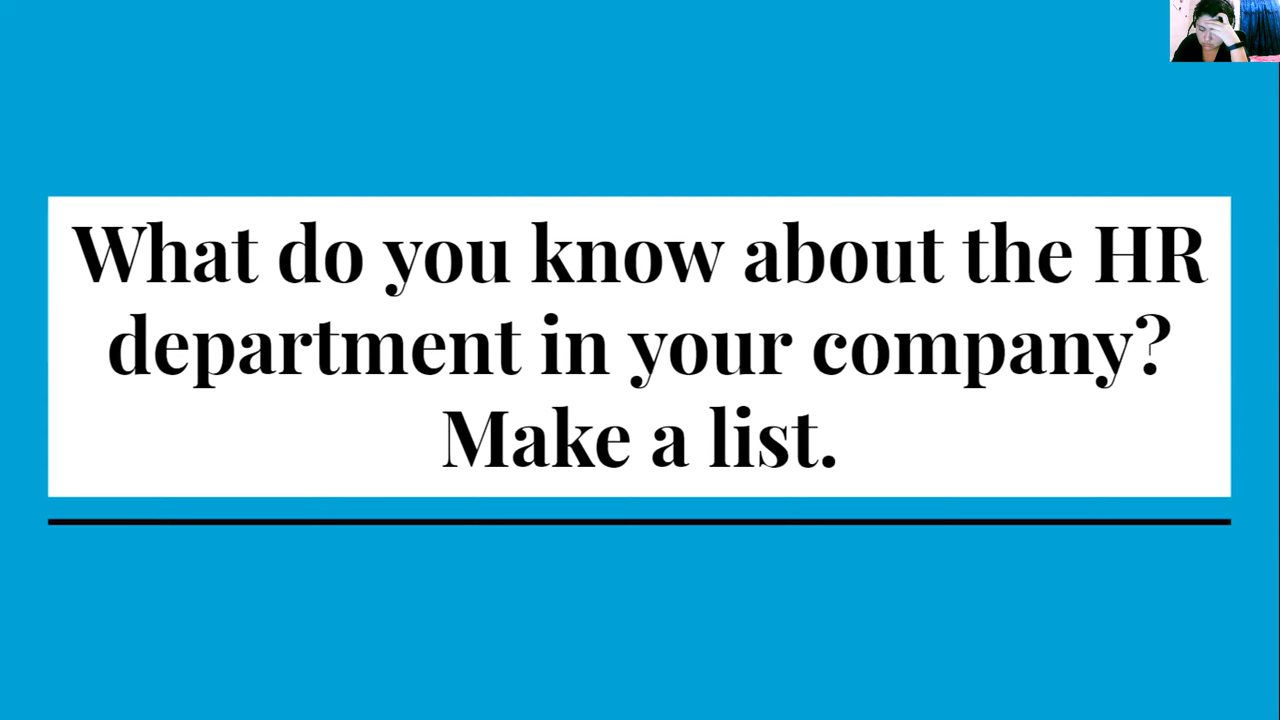 What do you know about the HR
department in your company?
Make a list.